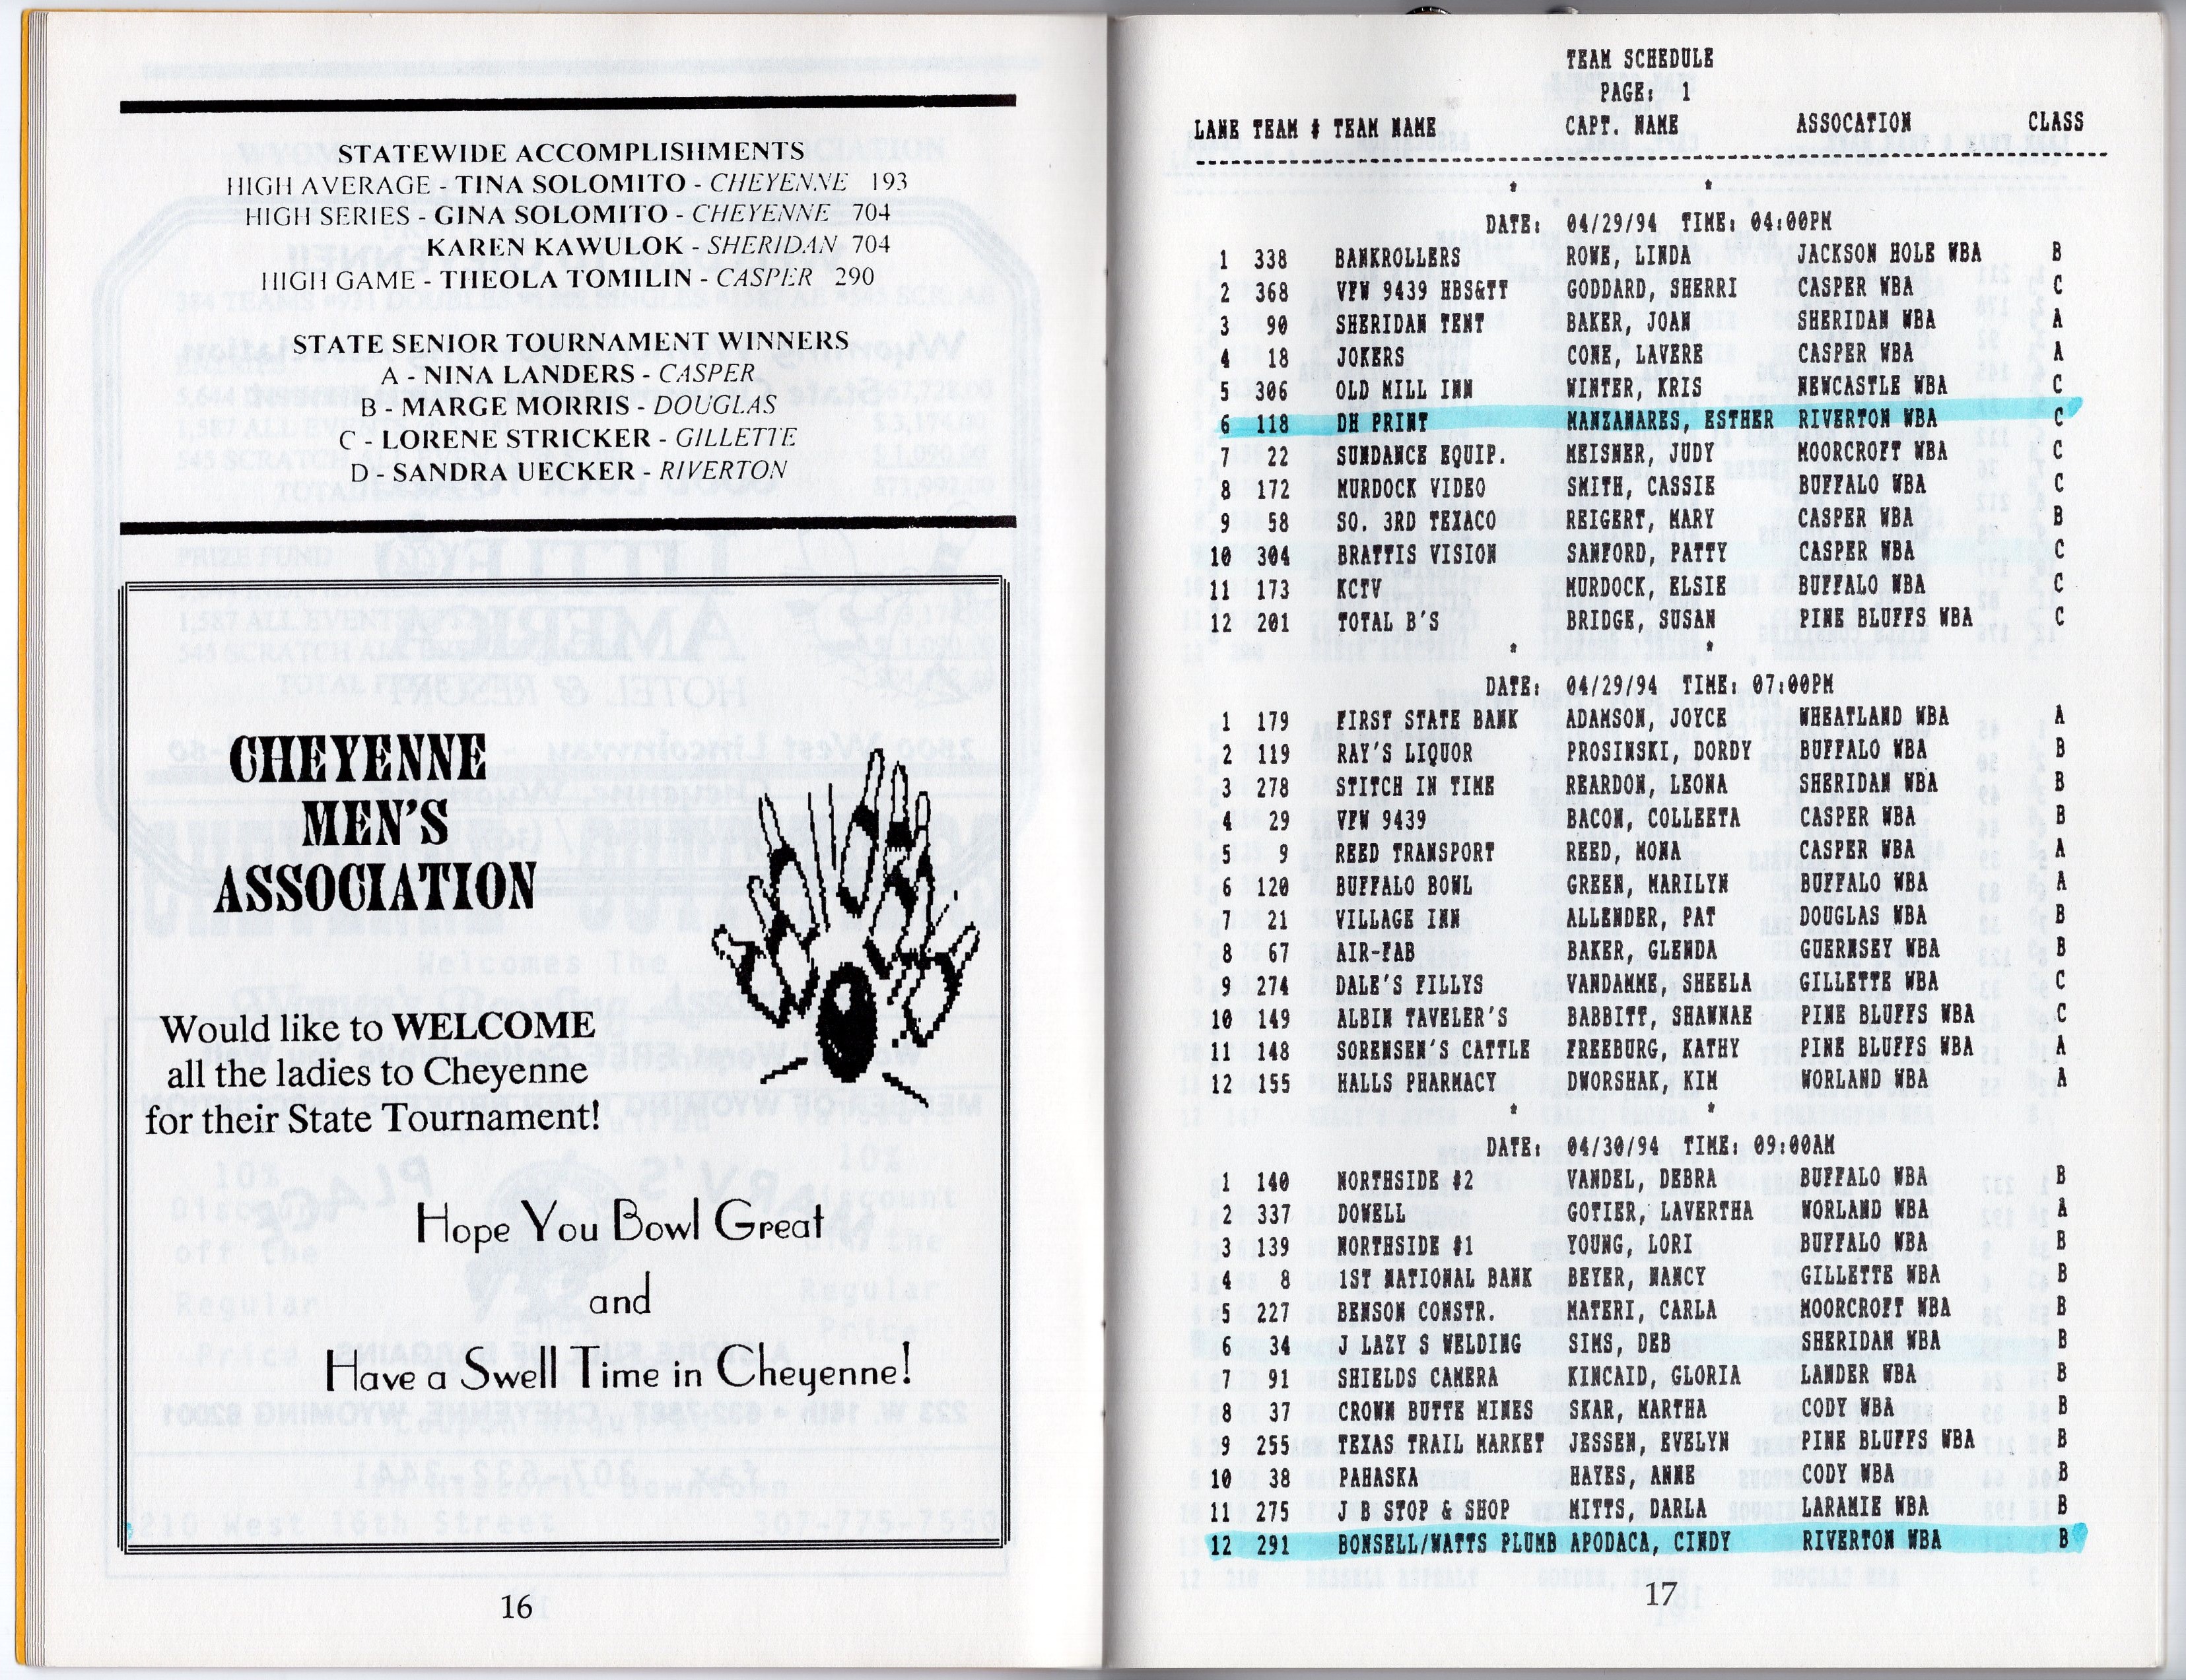 STATEWIDE ACCOMPLISHMENTS
HIGH AVERAGE - TINA SOLOMITO - CHEYENNE 193
HIGH SERIES - GINA SOLOMITO - CHEYENNE 704
KAREN KAWULOK - SHERIDAN 704
HIGH GAME - THEOLA TOMILIN - CASPER 290
STATE SENIOR TOURNAMENT WINNERS
A - NINA LANDERS - CASPER
B - MARGE MORRIS - DOUGLAS
C - LORENE STRICKER - GILLETTE
D - SANDRA UECKER - RIVERTON
CHEYENNE
MEN'S
ASSOCIATION
Would like to WELCOME
all the ladies to Cheyenne
for their State Tournament!
Hope You Bowl Great
and
Have a Swell Time in Cheyenne!
16
TEAM SCHEDULE
PAGE: 1
LANE TEAM # TEAM NAME CAPT. NAME ASSOCATION CLASS
* *
DATE: 04/29/94 TIME: 04:00PM
1 338 BANKROLLERS ROWE, LINDA JACKSON HOLE WBA B
2 368 VFW 9439 HBS&TT GODDARD, SHERRI CASPER WBA C
3 90 SHERIDAN TENT BAKER, JOAN SHERIDAN WBA A
4 18 JOKERS CONE, LAVERE CASPER WBA A
5 306 OLD MILL INN WINTER, KRIS NEWCASTLE WBA C
6 118 DH PRINT MANZANARES, ESTHER RIVERTON WBA C
7 22 SUNDANCE EQUIP. MEISNER, JUDY MOORCROFT WBA C
8 172 MURDOCK VIDEO SMITH, CASSIE BUFFALO WBA C
9 58 SO. 3RD TEXACO REIGERT, MARY CASPER WBA B
10 304 BRATTIS VISION SANFORD, PATTY CASPER WBA C
11 173 KCTV MURDOCK, ELSIE BUFFALO WBA C
12 201 TOTAL B'S BRIDGE, SUSAN PINE BLUFFS WBA C
* *
DATE: 04/29/94 TIME: 07:00PM
1 179 FIRST STATE BANK ADAMSON, JOYCE WHEATLAND WBA A
2 119 RAY'S LIQUOR PROSINSKI, DORDY BUFFALO WBA B
3 278 STITCH IN TIME REARDON, LEONA SHERIDAN WBA B
4 29 VFW 9439 BACON, COLLEETA CASPER WBA B
5 9 REED TRANSPORT REED, MONA CASPER WBA A
6 120 BUFFALO BOWL GREEN, MARILYN BUFFALO WBA A
7 21 VILLAGE INN ALLENDER, PAT DOUGLAS WBA B
8 67 AIR-FAB BAKER, GLENDA GUERNSEY WBA B
9 274 DALE'S FILLYS VANDAMME, SHEELA GILLETTE WBA C
10 149 ALBIN TAVELER'S BABBITT, SHAWNAE PINE BLUFFS WBA C
11 148 SORENSEN'S CATTLE FREEBURG, KATHY PINE BLUFFS WBA A
12 155 HALLS PHARMACY DWORSHAK, KIM WORLAND WBA A
* *
DATE: 04/30/94 TIME: 09:00AM
1 140 NORTHSIDE #2 VANDEL, DEBRA BUFFALO WBA B
2 337 DOWELL GOTIER, LAVERTHA WORLAND WBA A
3 139 NORTHSIDE #1 YOUNG, LORI BUFFALO WBA B
4 8 1ST NATIONAL BANK BEYER, NANCY GILLETTE WBA B
5 227 BENSON CONSTR. MATERI, CARLA MOORCROFT WBA B
6 34 J LAZY S WELDING SIMS, DEB SHERIDAN WBA B
7 91 SHIELDS CAMERA KINCAID, GLORIA LANDER WBA B
8 37 CROWN BUTTE MINES SKAR, MARTHA CODY WBA B
9 255 TEXAS TRAIL MARKET JESSEN, EVELYN PINE BLUFFS WBA B
10 38 PAHASKA HAYES, ANNE CODY WBA B
11 275 J B STOP & SHOP MITTS, DARLA LARAMIE WBA B
12 291 BONSELL/WATTS PLUMB APODACA, CINDY RIVERTON WBA B
17